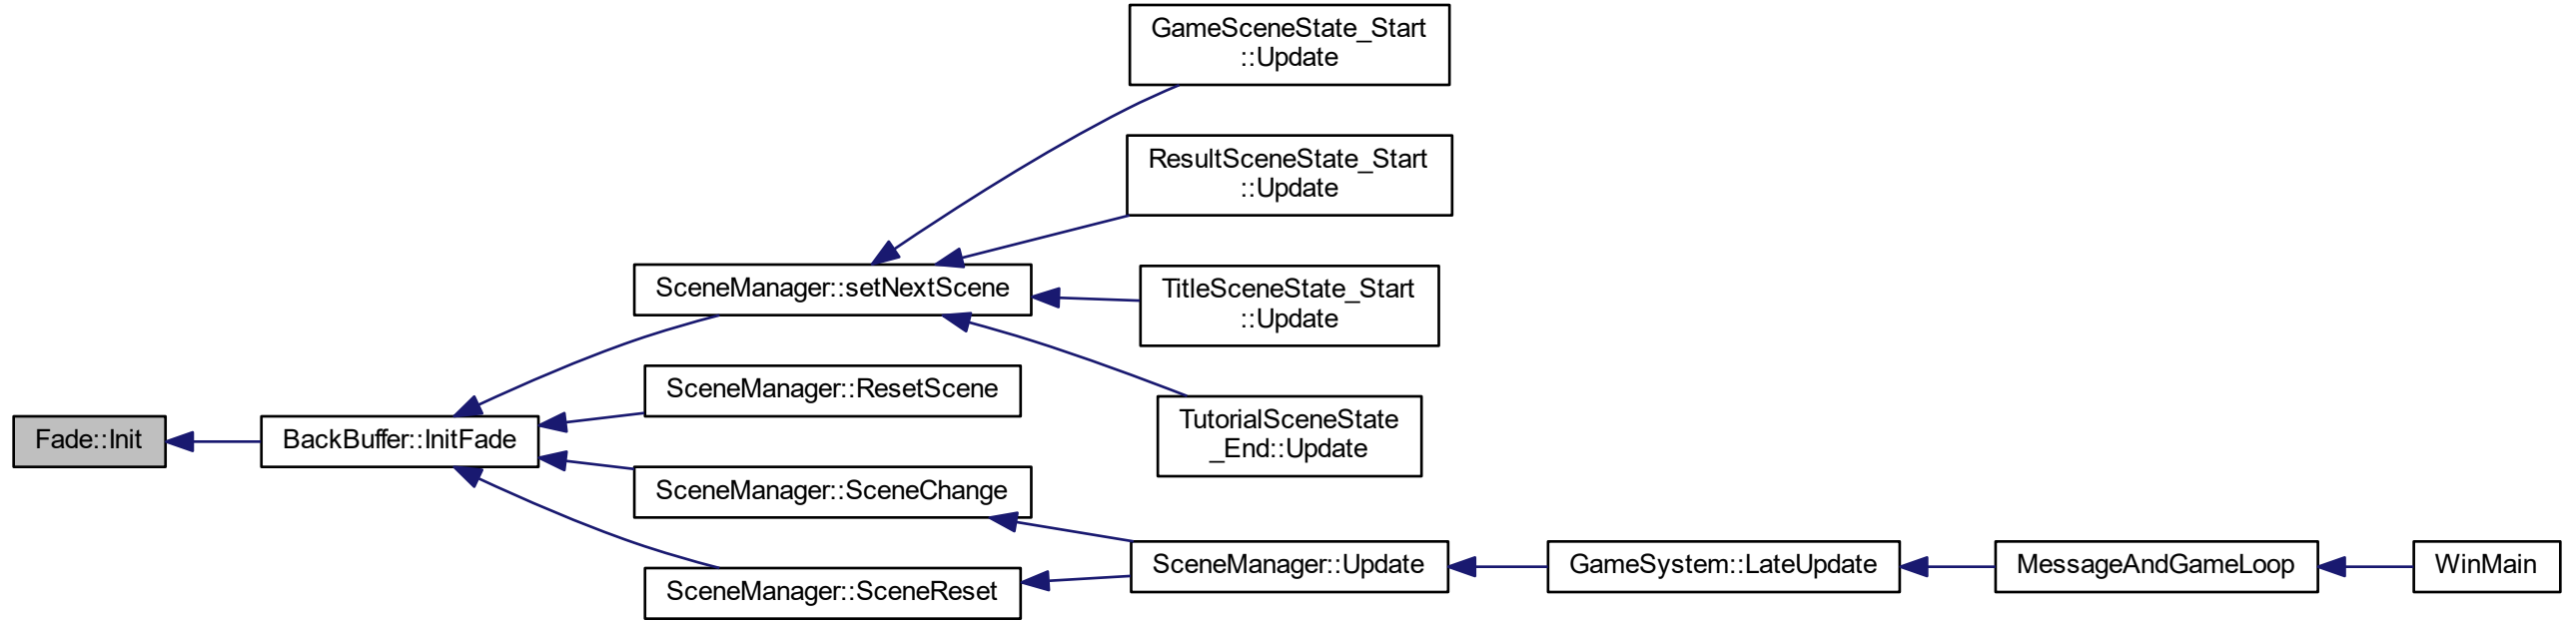 GameSceneState_Start
::Update
ResultSceneState_Start
::Update
SceneManager::setNextScene
TitleSceneState_Start
::Update
SceneManager::ResetScene
TutorialSceneState
_End::Update
Fade::Init
BackBuffer::InitFade
SceneManager::SceneChange
SceneManager::SceneReset
SceneManager::Update
GameSystem::LateUpdate
MessageAndGameLoop
WinMain